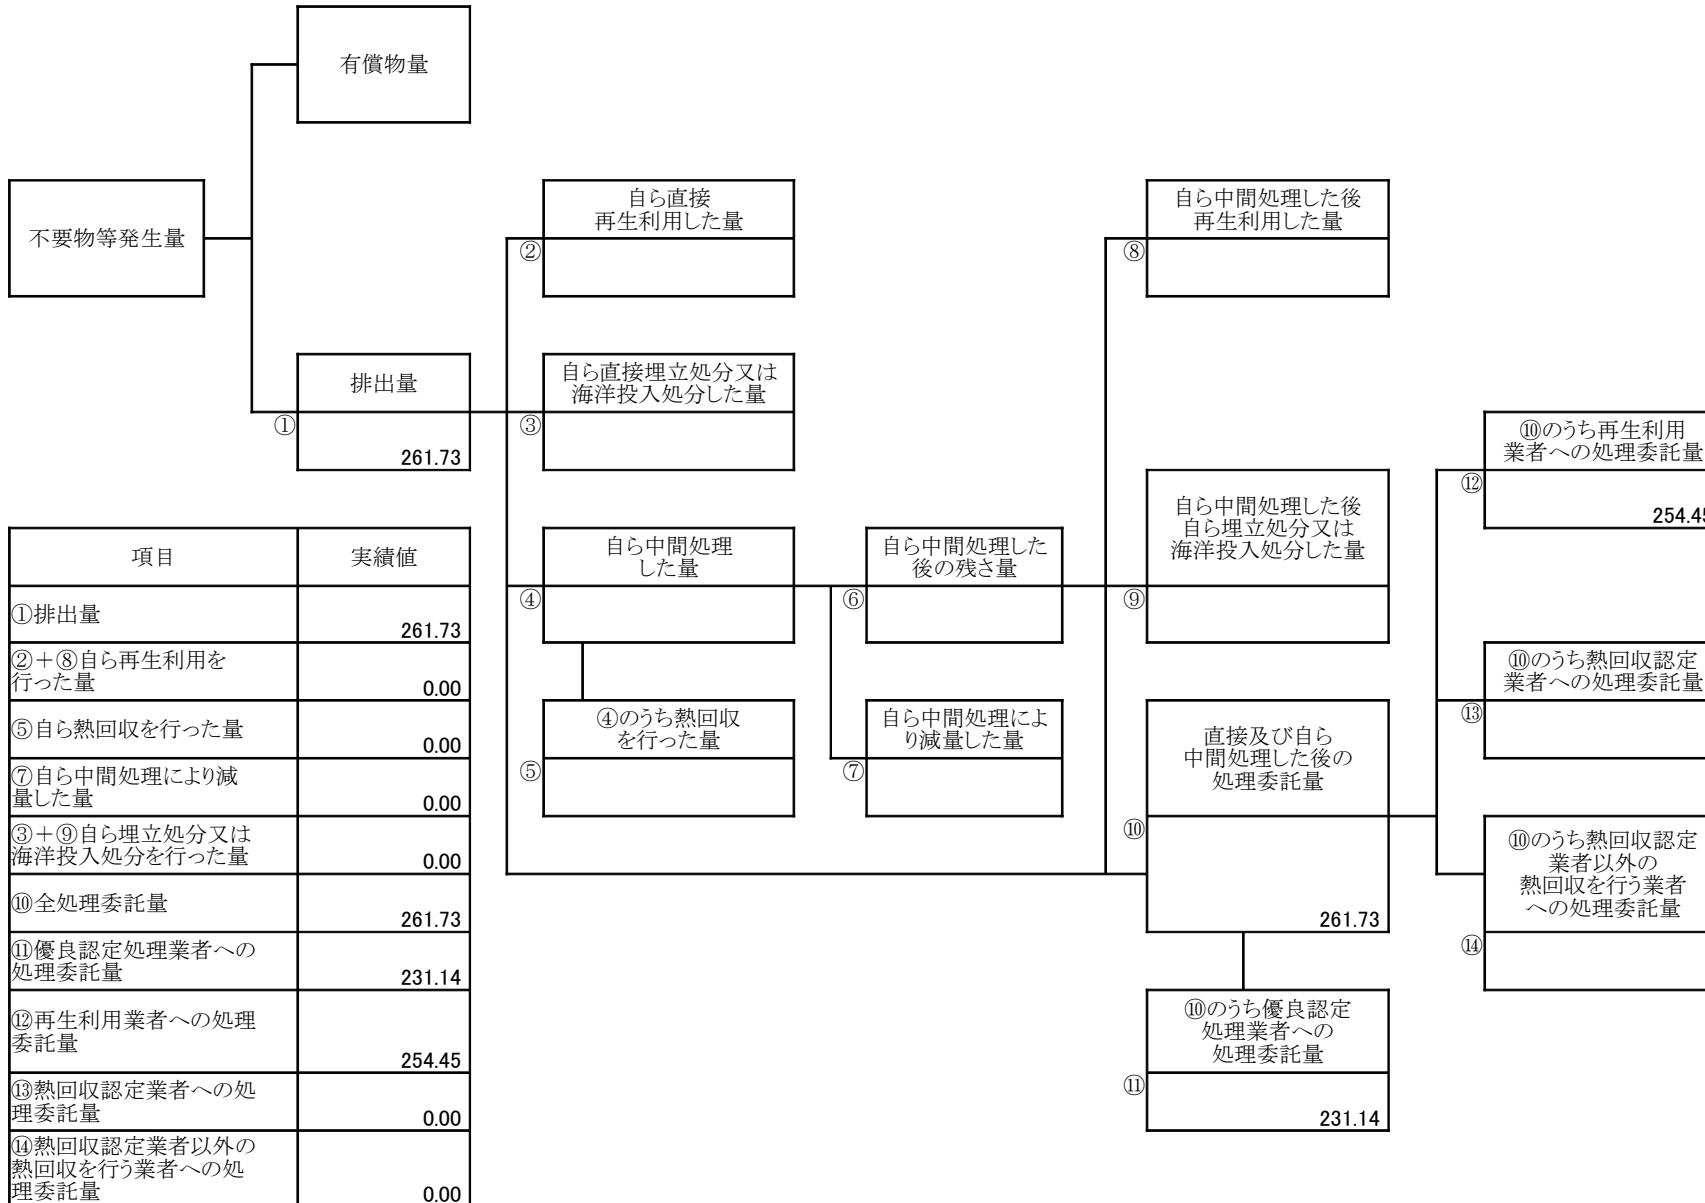 有償物量
不要物等発生量
自ら直接
再生利用した量
②
自ら中間処理した後
再生利用した量
⑧
排出量
①
261.73
自ら直接埋立処分又は
海洋投入処分した量
③
⑩のうち再生利用
業者への処理委託量
⑫
254.45
自ら中間処理した後
自ら埋立処分又は
海洋投入処分した量
⑨
自ら中間処理
した量
④
自ら中間処理した
後の残さ量
⑥
④のうち熱回収
を行った量
⑤
自ら中間処理によ
り減量した量
⑦
直接及び自ら
中間処理した後の
処理委託量
⑩
261.73
⑩のうち熱回収認定
業者への処理委託量
⑬
⑩のうち熱回収認定
業者以外の
熱回収を行う業者
への処理委託量
⑭
⑩のうち優良認定
処理業者への
処理委託量
⑪
231.14
項目 実績値
①排出量
261.73
②+⑧自ら再生利用を
行った量
0.00
⑤自ら熱回収を行った量
0.00
⑦自ら中間処理により減
量した量
0.00
③+⑨自ら埋立処分又は
海洋投入処分を行った量
0.00
⑩全処理委託量
261.73
⑪優良認定処理業者への
処理委託量
231.14
⑫再生利用業者への処理
委託量
254.45
⑬熱回収認定業者への処
理委託量
0.00
⑭熱回収認定業者以外の
熱回収を行う業者への処
理委託量
0.00